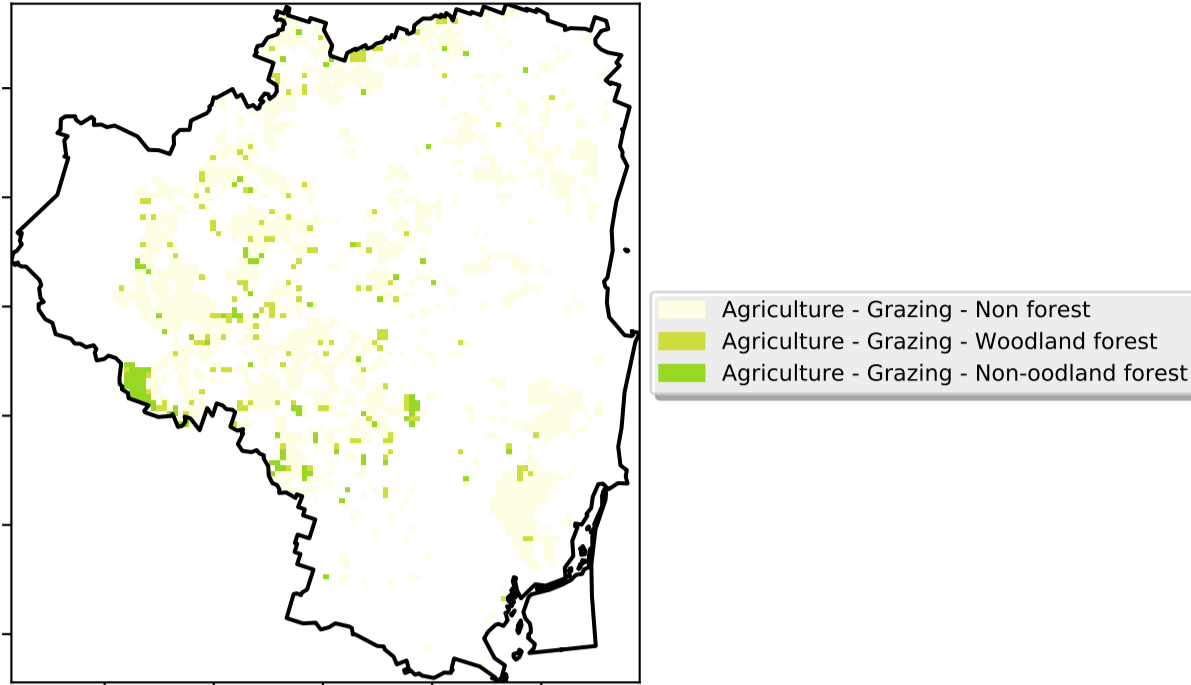 Agriculture - Grazing - Non forest
Agriculture - Grazing - Woodland forest
Agriculture - Grazing - Non-oodland forest